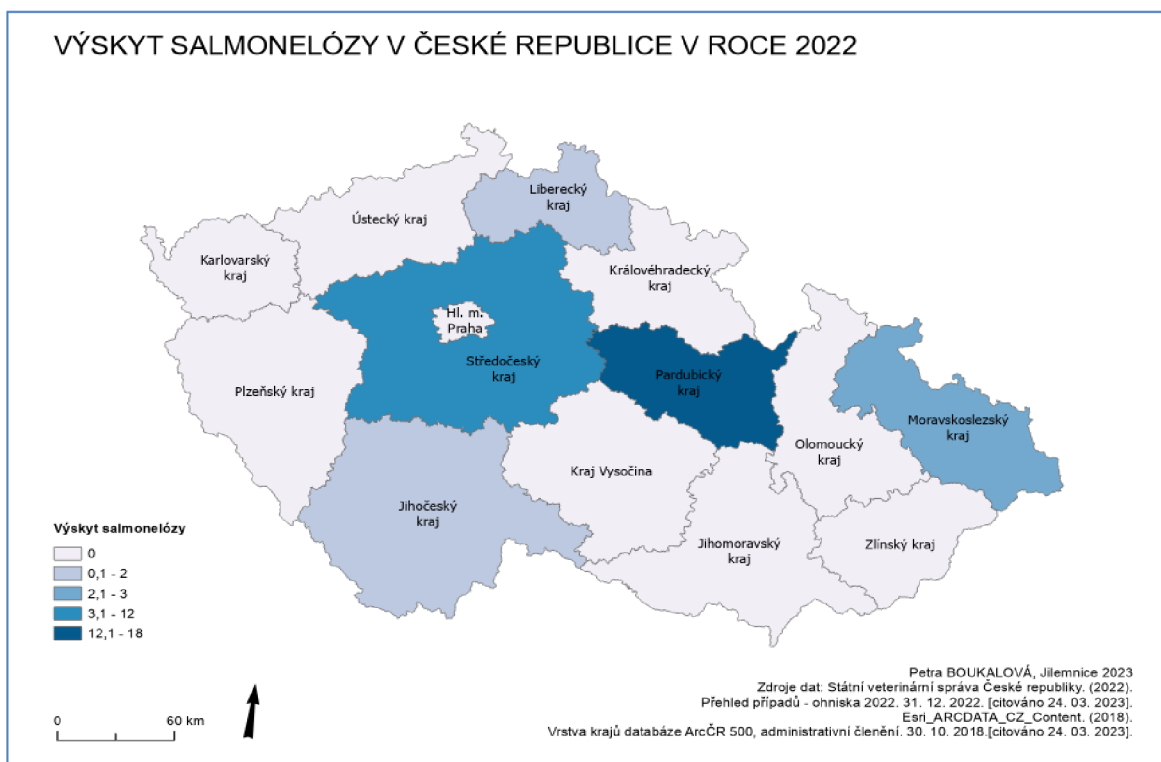 VÝSKYT SALMONELÓZY V ČESKÉ REPUBLICE V ROCE 2022
Liberecký
kraj
Ústecký kraj
Karlovarský
kraj
Královéhradecký
kraj
Hl. m.
Praha
Středočeský
kraj
Pardubický
kraj
Plzeňský kraj
Moravskoslezský
kraj
Olomoucký
kraj
Kraj Vysočina
Jihočeský
kraj
Jihomoravský
kraj
Zlínský kraj
Výskyt salmonelózy
0
0,1 - 2
2,1 - 3
3,1 - 12
12,1 - 18
0 60 km
Petra BOUKALOVÁ, Jilemnice 2023
Zdroje dat: Státní veterinární správa České republiky. (2022).
Přehled případů - ohniska 2022. 31. 12. 2022. [citováno 24. 03. 2023].
Esri_ARCDATA_CZ_Content. (2018).
Vrstva krajů databáze ArcČR 500, administrativní členění. 30. 10. 2018.[citováno 24. 03. 2023].